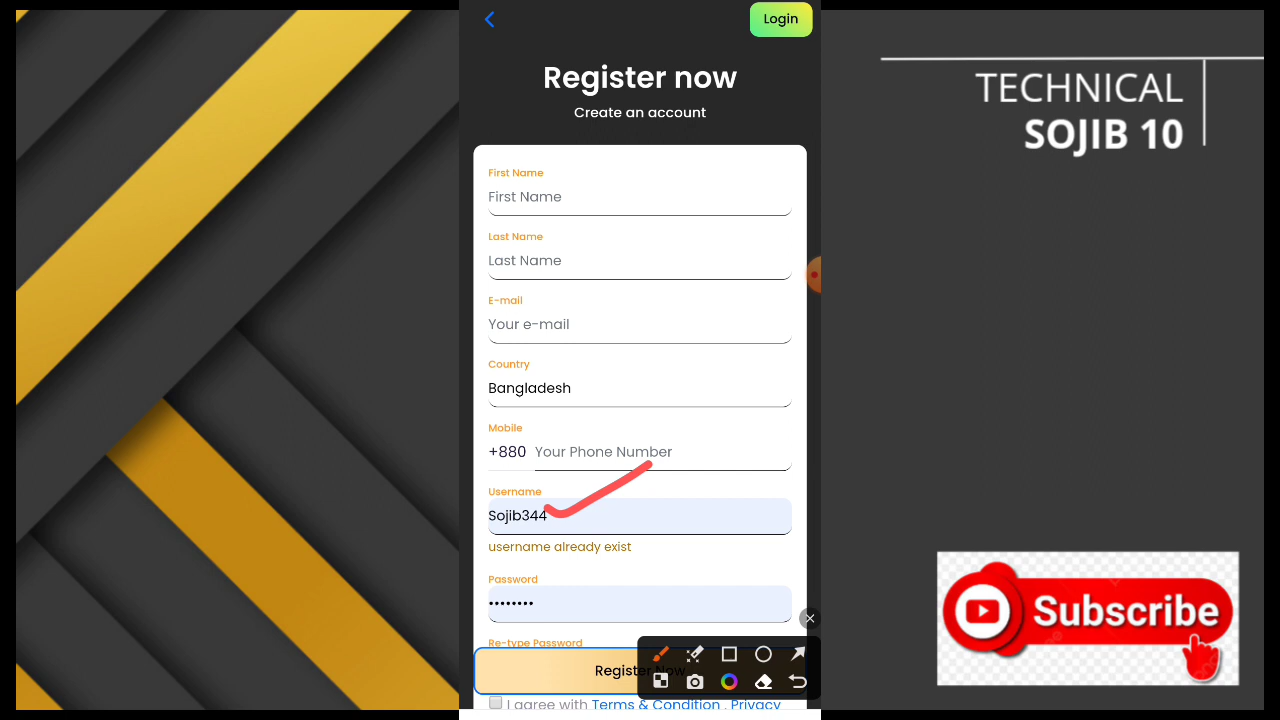 Login
Register now
Create an account
First Name
First Name
Last Name
Last Name
E-mail
Your e-mail
Country
Bangladesh
Mobile
+880 Your Phone Number
Username
Sojib344
username already exist
Password
••••••••
Re-type Password
Register Now
I agree with Terms & Condition , Privacy
TECHNICAL
SOJIB 10
Subscribe